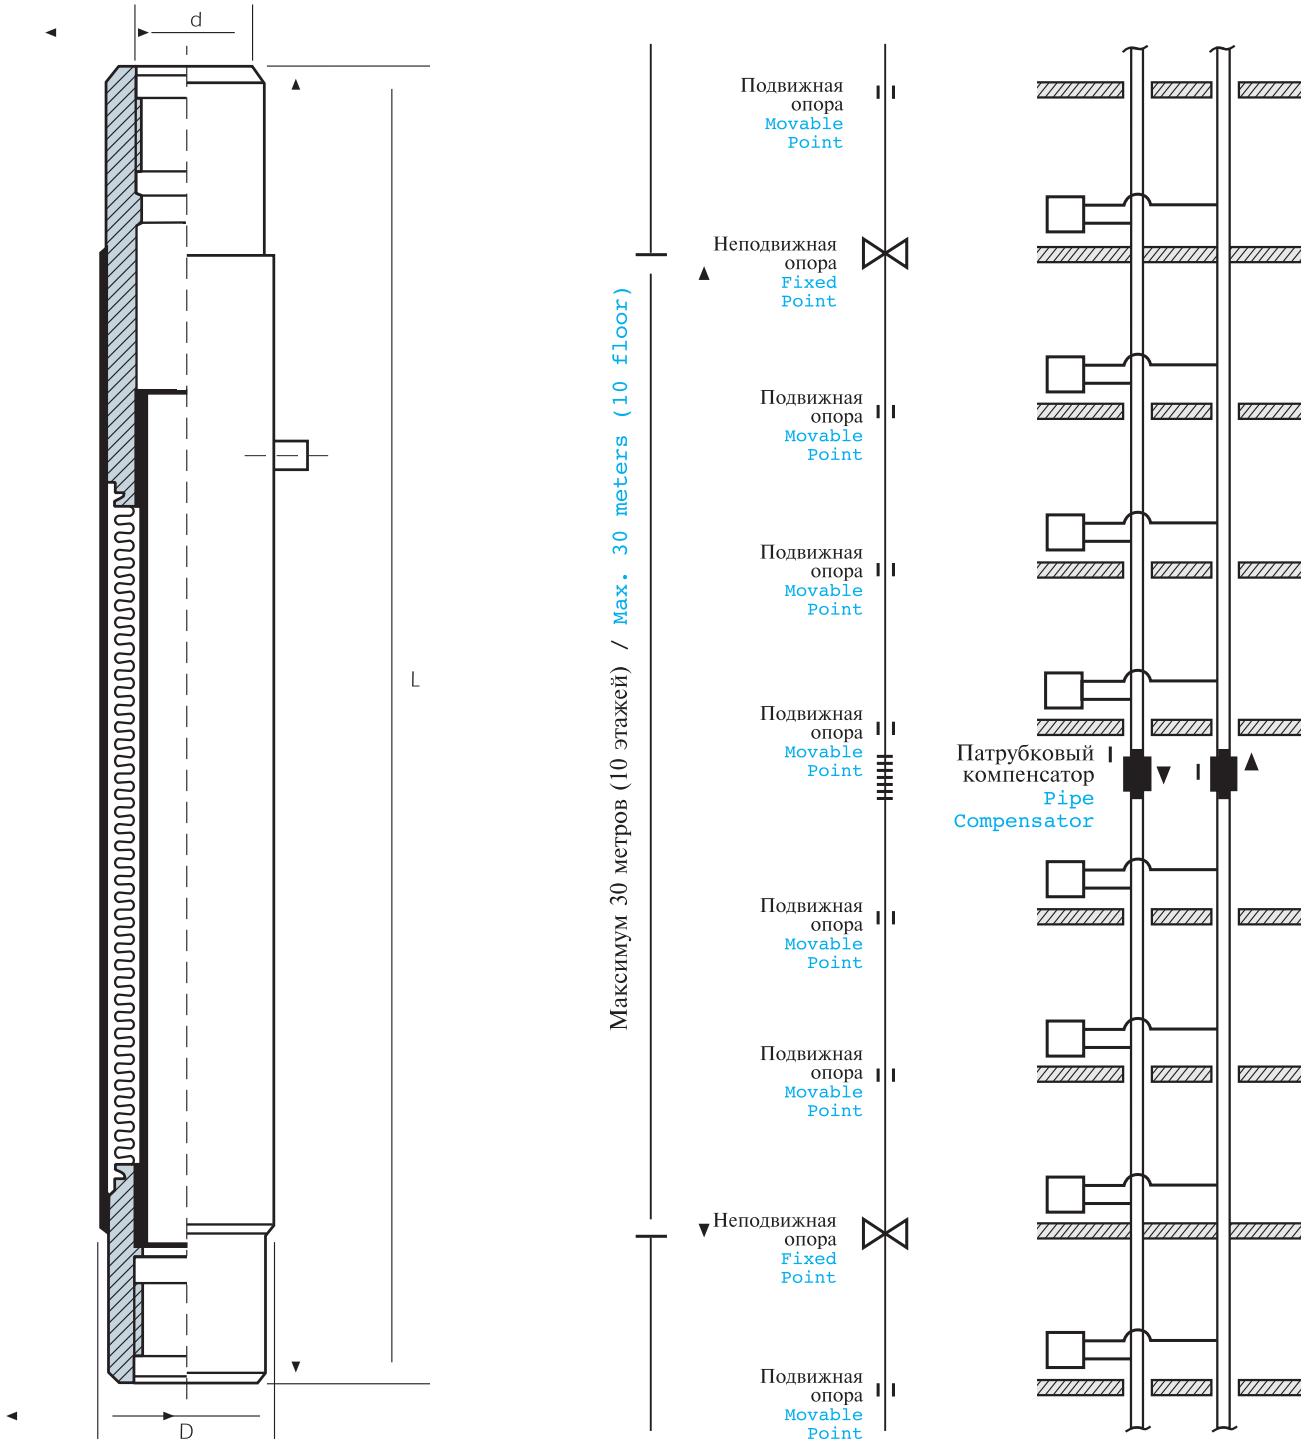 d
L
D
Максимум 30 метров (10 этажей) / Max. 30 meters (10 floor)
Подвижная
опора
Movable
Point
Неподвижная
опора
Fixed
Point
Подвижная
опора
Movable
Point
Подвижная
опора
Movable
Point
Подвижная
опора
Movable
Point
Патрубковый
компенсатор
Pipe
Compensator
Подвижная
опора
Movable
Point
Подвижная
опора
Movable
Point
Неподвижная
опора
Fixed
Point
Подвижная
опора
Movable
Point